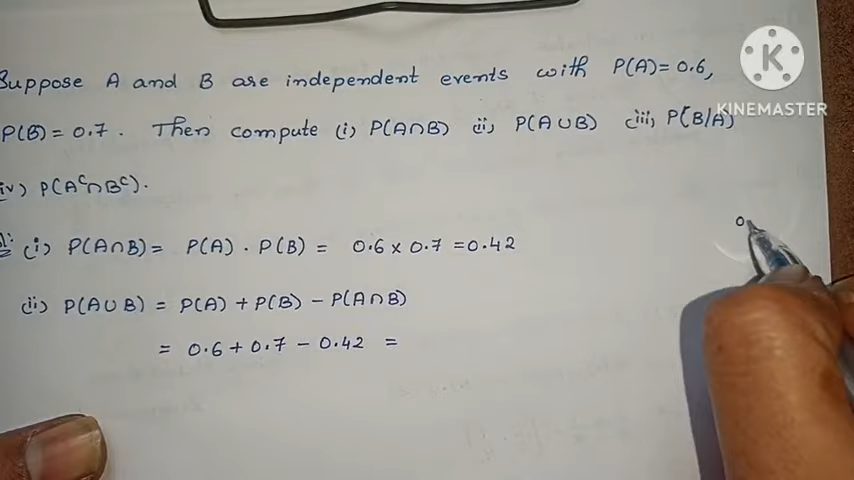 Suppose A and B are independent events with P(A) = 0.6,
P(B) = 0.7. Then compute (i) P(A∩B) (ii) P(A∪B) (iii) P(B/A)
(iv) P(Aᶜ∩Bᶜ).
(i) P(A∩B) = P(A) . P(B) = 0.6 × 0.7 = 0.42
(ii) P(A∪B) = P(A) + P(B) - P(A∩B)
= 0.6 + 0.7 - 0.42 =
0
K
KINEMASTER